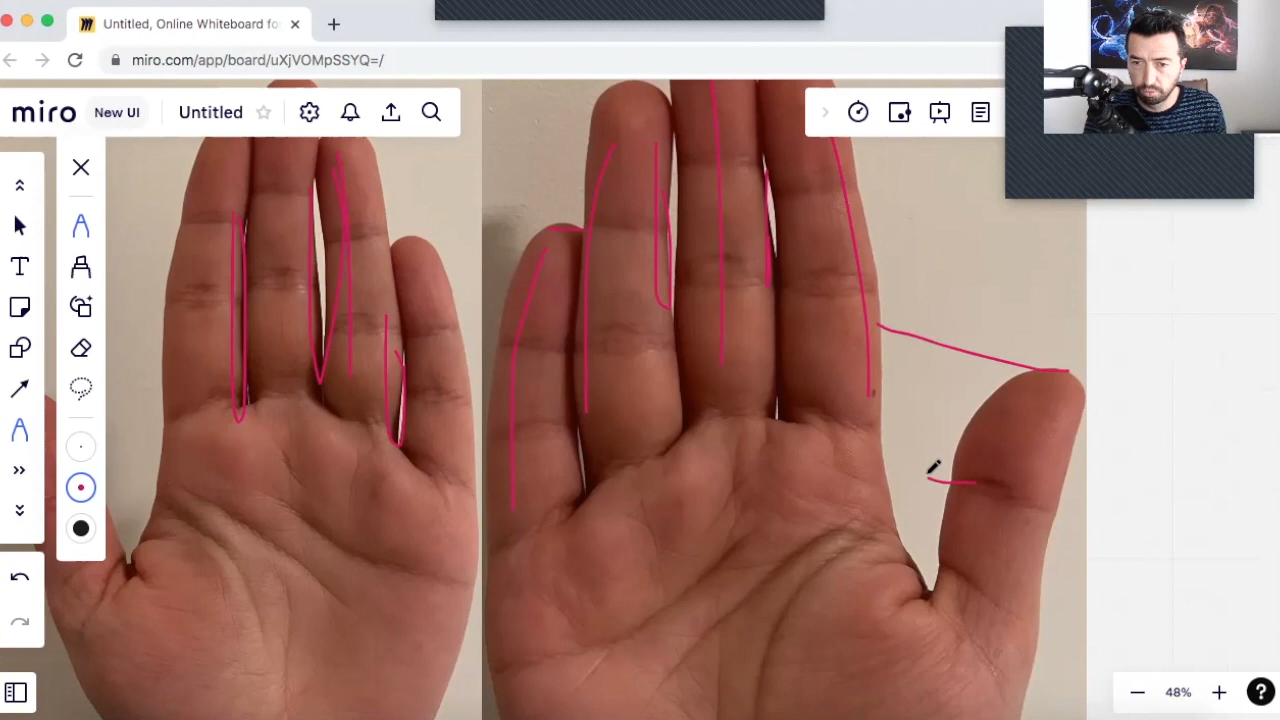 Untitled, Online Whiteboard fo
miro.com/app/board/uXjVOMpSSYQ=/
miro New UI Untitled
48%